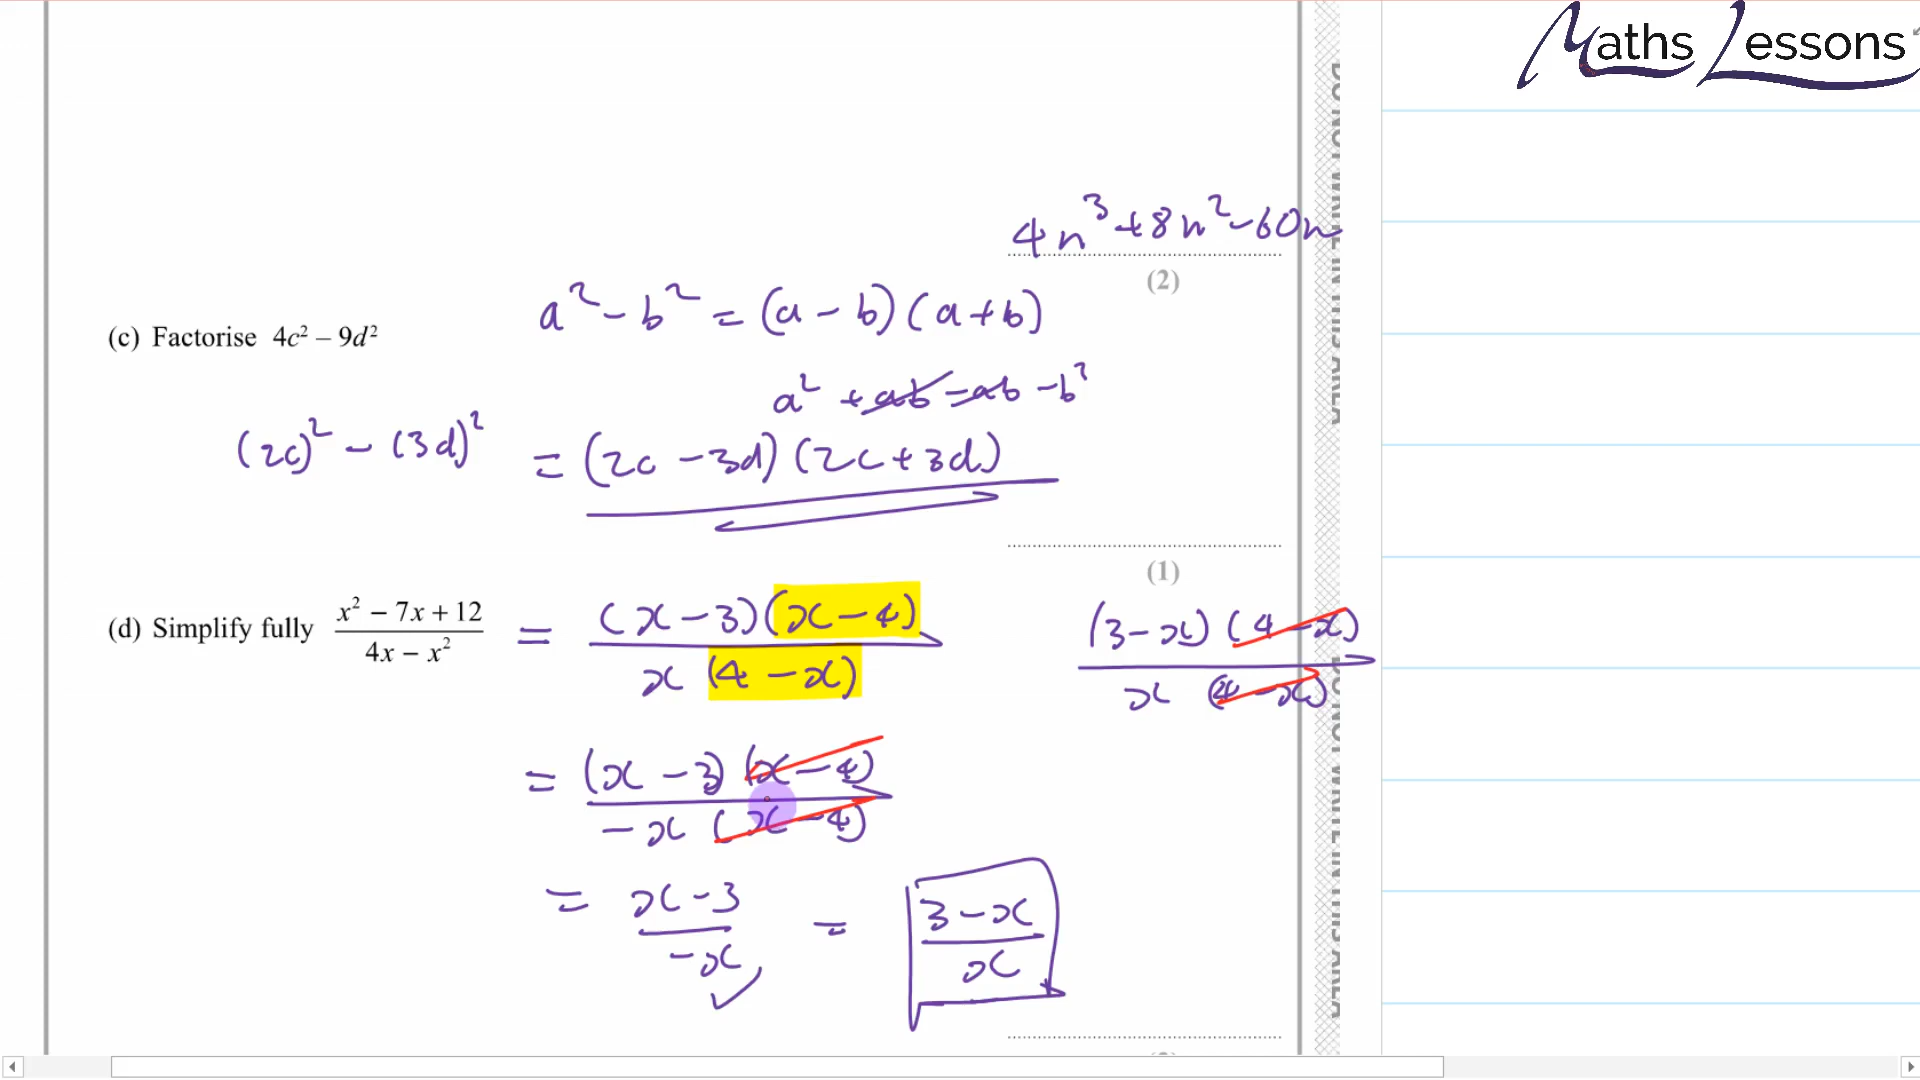 Maths Lessons
4n³ + 8n² - 60n
(2)
a² - b² = (a - b)(a + b)
(c) Factorise 4c² – 9d²
a² + ab - ab - b²
(2c)² - (3d)² = (2c - 3d)(2c + 3d)
(1)
(d) Simplify fully (x² – 7x + 12)/(4x – x²) = (x - 3)(x - 4)/x(4 - x)
(3 - x)(4 - x)/x(4 - x)
= (x - 3)(x - 4)/-x(x - 4)
= x - 3/-x = 3 - x/x